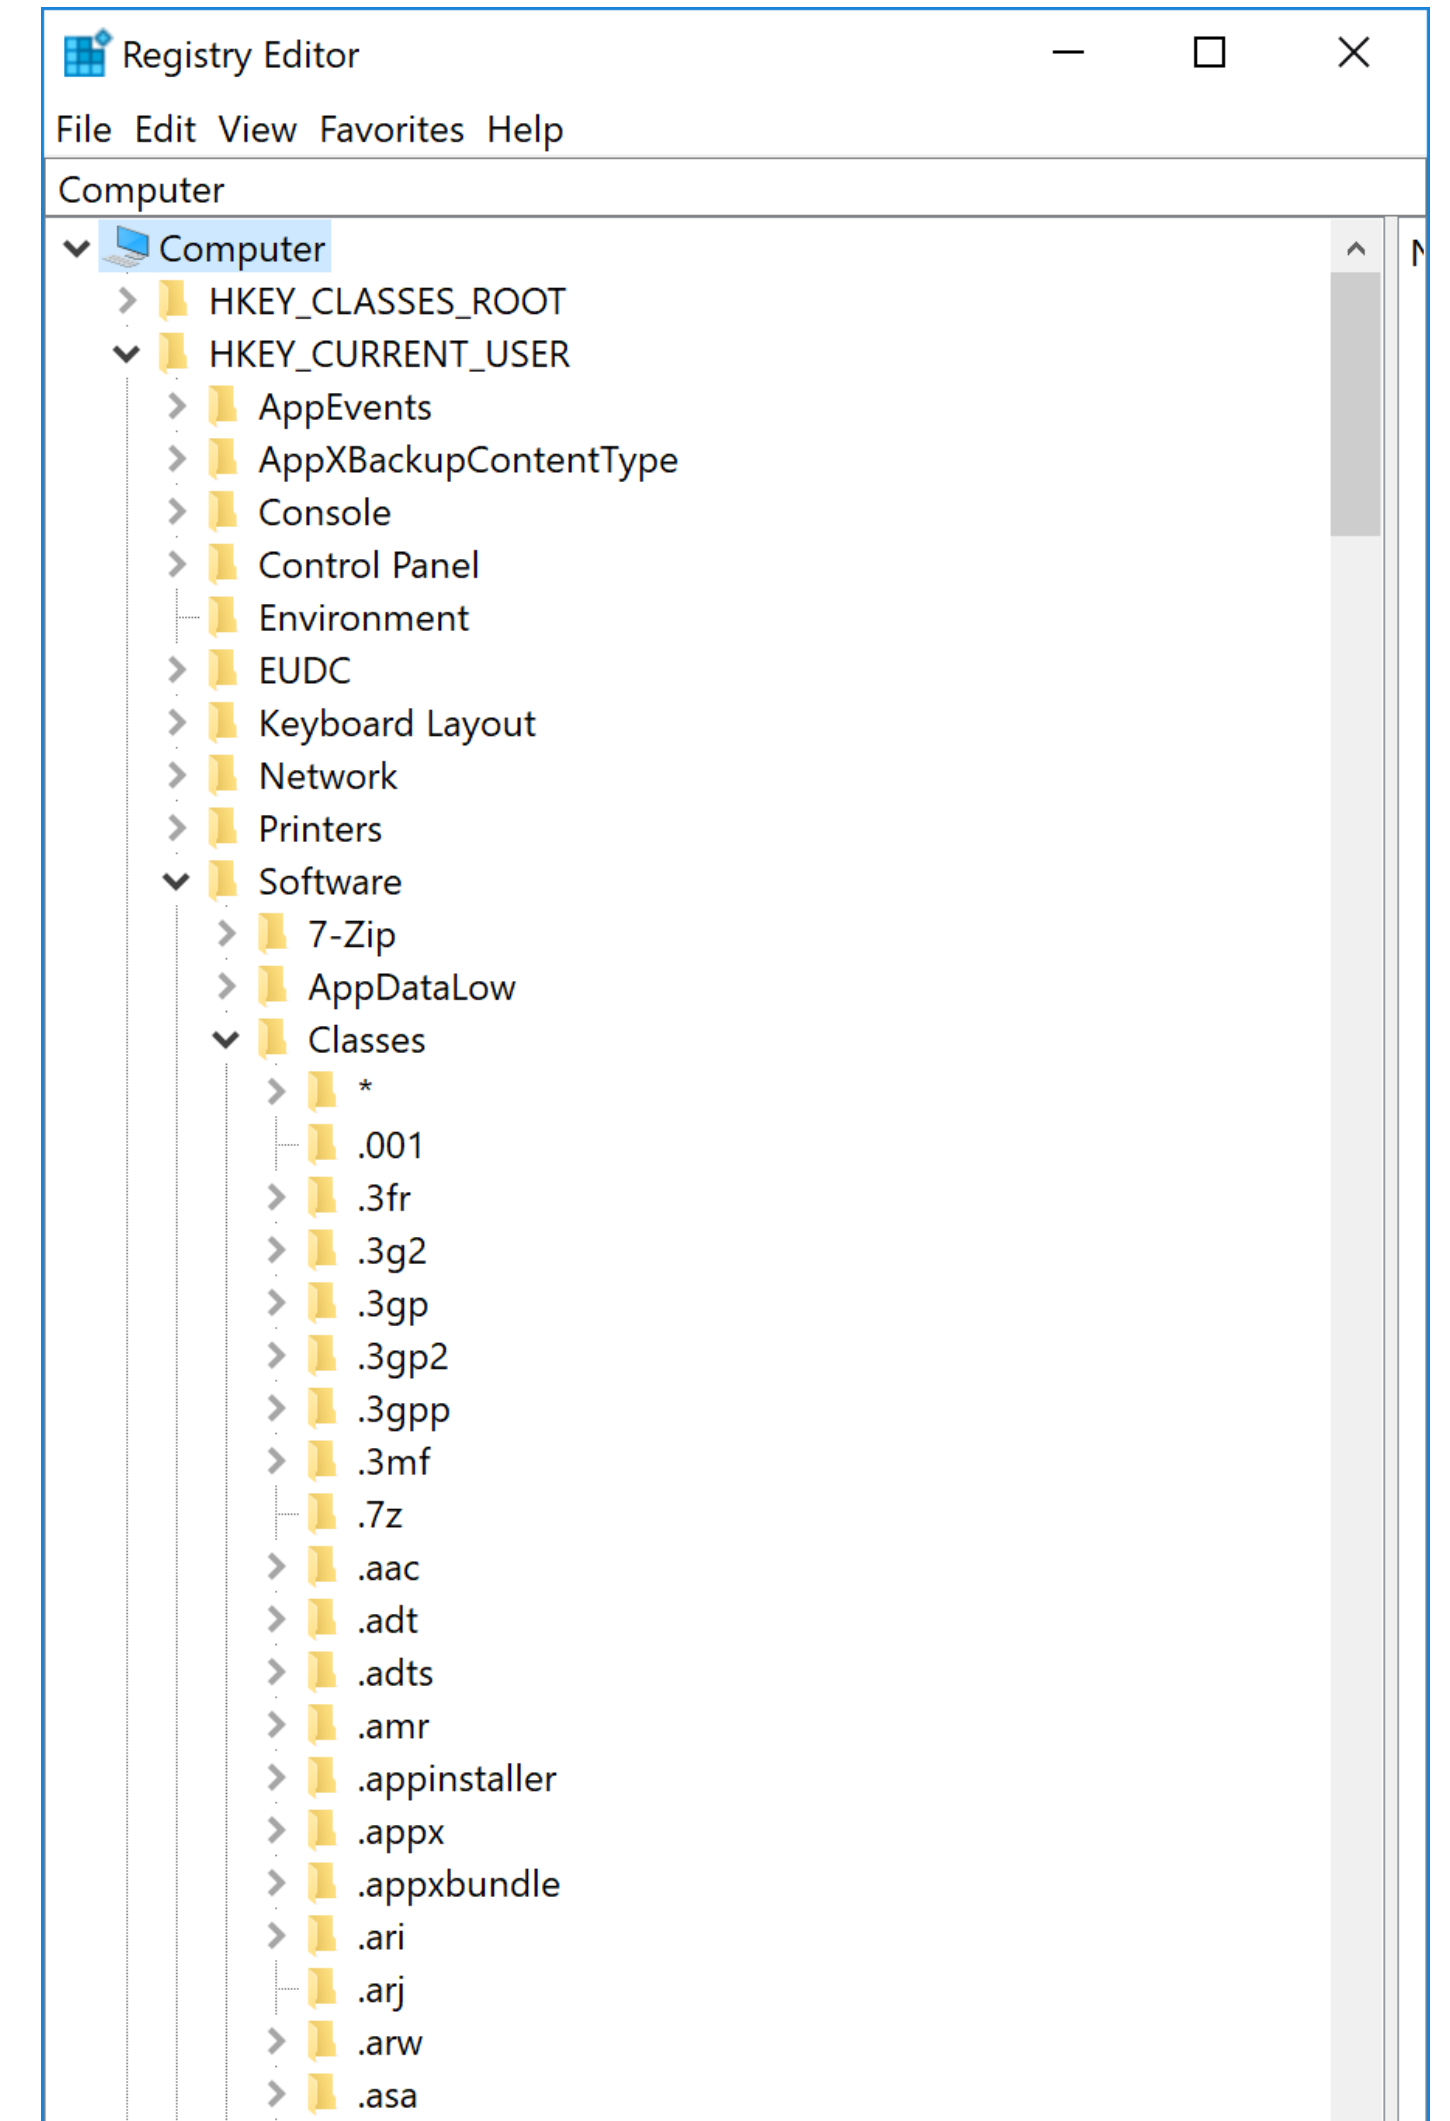 Registry Editor
File Edit View Favorites Help
Computer
Computer
HKEY_CLASSES_ROOT
HKEY_CURRENT_USER
AppEvents
AppXBackupContentType
Console
Control Panel
Environment
EUDC
Keyboard Layout
Network
Printers
Software
7-Zip
AppDataLow
Classes
*
.001
.3fr
.3g2
.3gp
.3gp2
.3gpp
.3mf
.7z
.aac
.adt
.adts
.amr
.appinstaller
.appx
.appxbundle
.ari
.arj
.arw
.asa